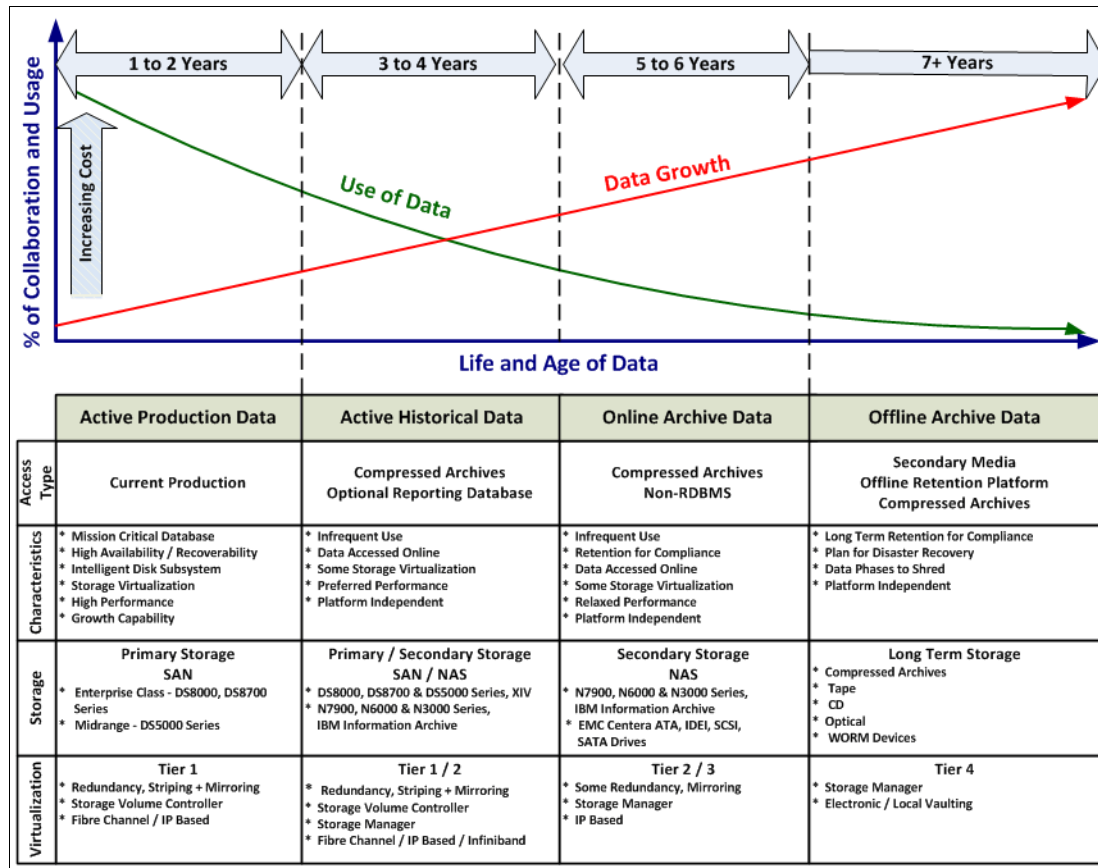 1 to 2 Years
3 to 4 Years
5 to 6 Years
7+ Years
% of Collaboration and Usage
Increasing Cost
Use of Data
Data Growth
Life and Age of Data
Active Production Data
Active Historical Data
Online Archive Data
Offline Archive Data
Access
Type
Current Production
Compressed Archives
Optional Reporting Database
Compressed Archives
Non-RDBMS
Secondary Media
Offline Retention Platform
Compressed Archives
Characteristics
* Mission Critical Database
* High Availability / Recoverability
* Intelligent Disk Subsystem
* Storage Virtualization
* High Performance
* Growth Capability
* Infrequent Use
* Data Accessed Online
* Some Storage Virtualization
* Preferred Performance
* Platform Independent
* Infrequent Use
* Retention for Compliance
* Data Accessed Online
* Some Storage Virtualization
* Relaxed Performance
* Platform Independent
* Long Term Retention for Compliance
* Plan for Disaster Recovery
* Data Phases to Shred
* Platform Independent
Storage
Primary Storage
SAN
* Enterprise Class - DS8000, DS8700
Series
* Midrange - DS5000 Series
Primary / Secondary Storage
SAN / NAS
* DS8000, DS8700 & DS5000 Series, XIV
* N7900, N6000 & N3000 Series,
IBM Information Archive
Secondary Storage
NAS
* N7900, N6000 & N3000 Series,
IBM Information Archive
* EMC Centera ATA, IDEI, SCSI,
SATA Drives
Long Term Storage
* Compressed Archives
* Tape
* CD
* Optical
* WORM Devices
Virtualization
Tier 1
* Redundancy, Striping + Mirroring
* Storage Volume Controller
* Fibre Channel / IP Based
Tier 1 / 2
* Redundancy, Striping + Mirroring
* Storage Volume Controller
* Storage Manager
* Fibre Channel / IP Based / Infiniband
Tier 2 / 3
* Some Redundancy, Mirroring
* Storage Manager
* IP Based
Tier 4
* Storage Manager
* Electronic / Local Vaulting